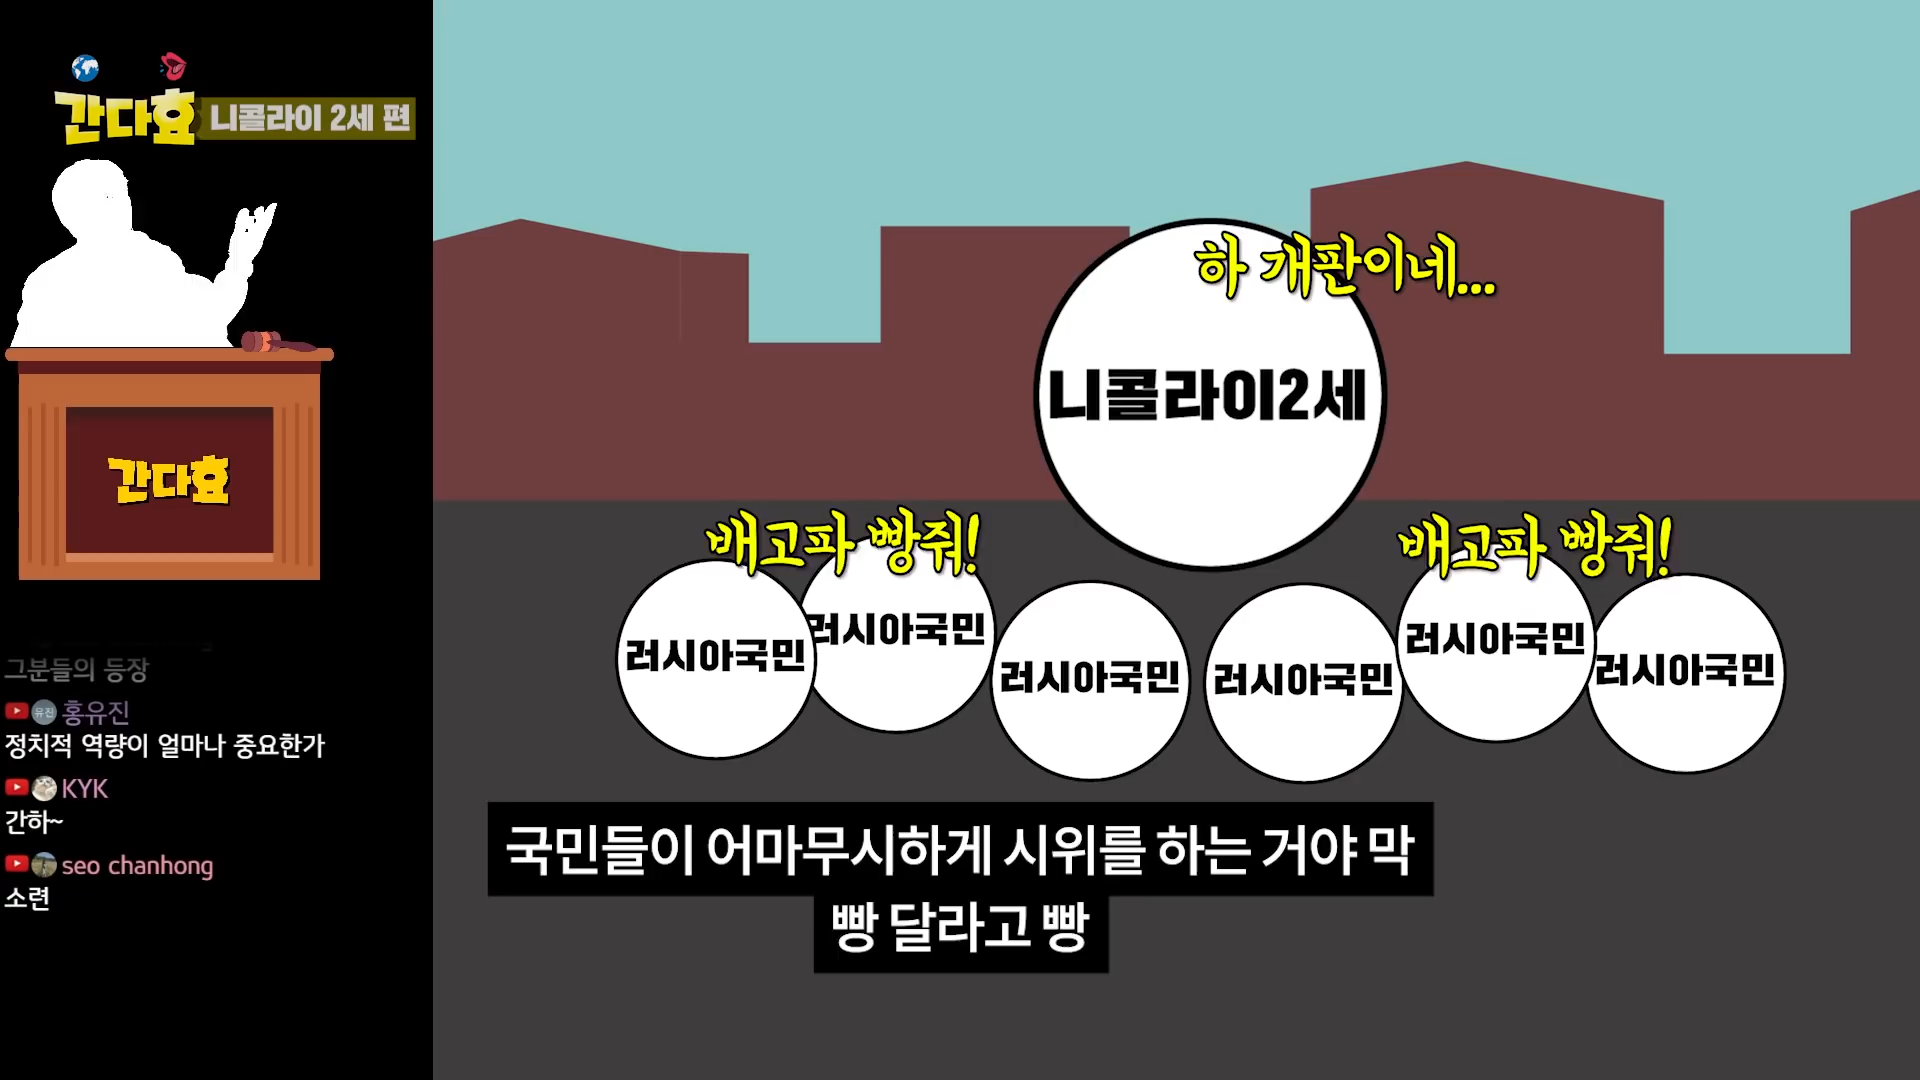 간다효
니콜라이 2세 편
간다효
그분들의 등장
유진 홍유진
정치적 역량이 얼마나 중요한가
KYK
간하~
seo chanhong
소련
하 개판이네...
니콜라이2세
배고파 빵줘!
배고파 빵줘!
러시아국민
러시아국민
러시아국민
러시아국민
러시아국민
러시아국민
국민들이 어마무시하게 시위를 하는 거야 막
빵 달라고 빵